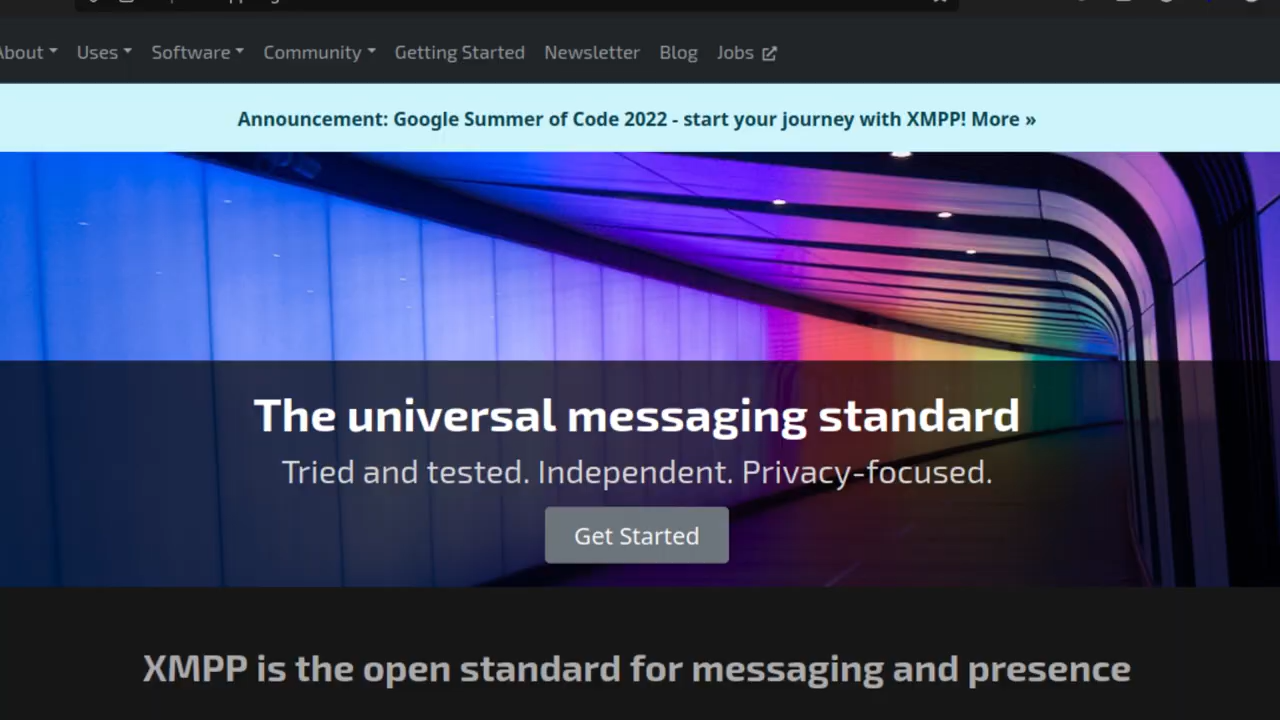 About Uses Software Community Getting Started Newsletter Blog Jobs
Announcement: Google Summer of Code 2022 - start your journey with XMPP! More »
The universal messaging standard
Tried and tested. Independent. Privacy-focused.
Get Started
XMPP is the open standard for messaging and presence